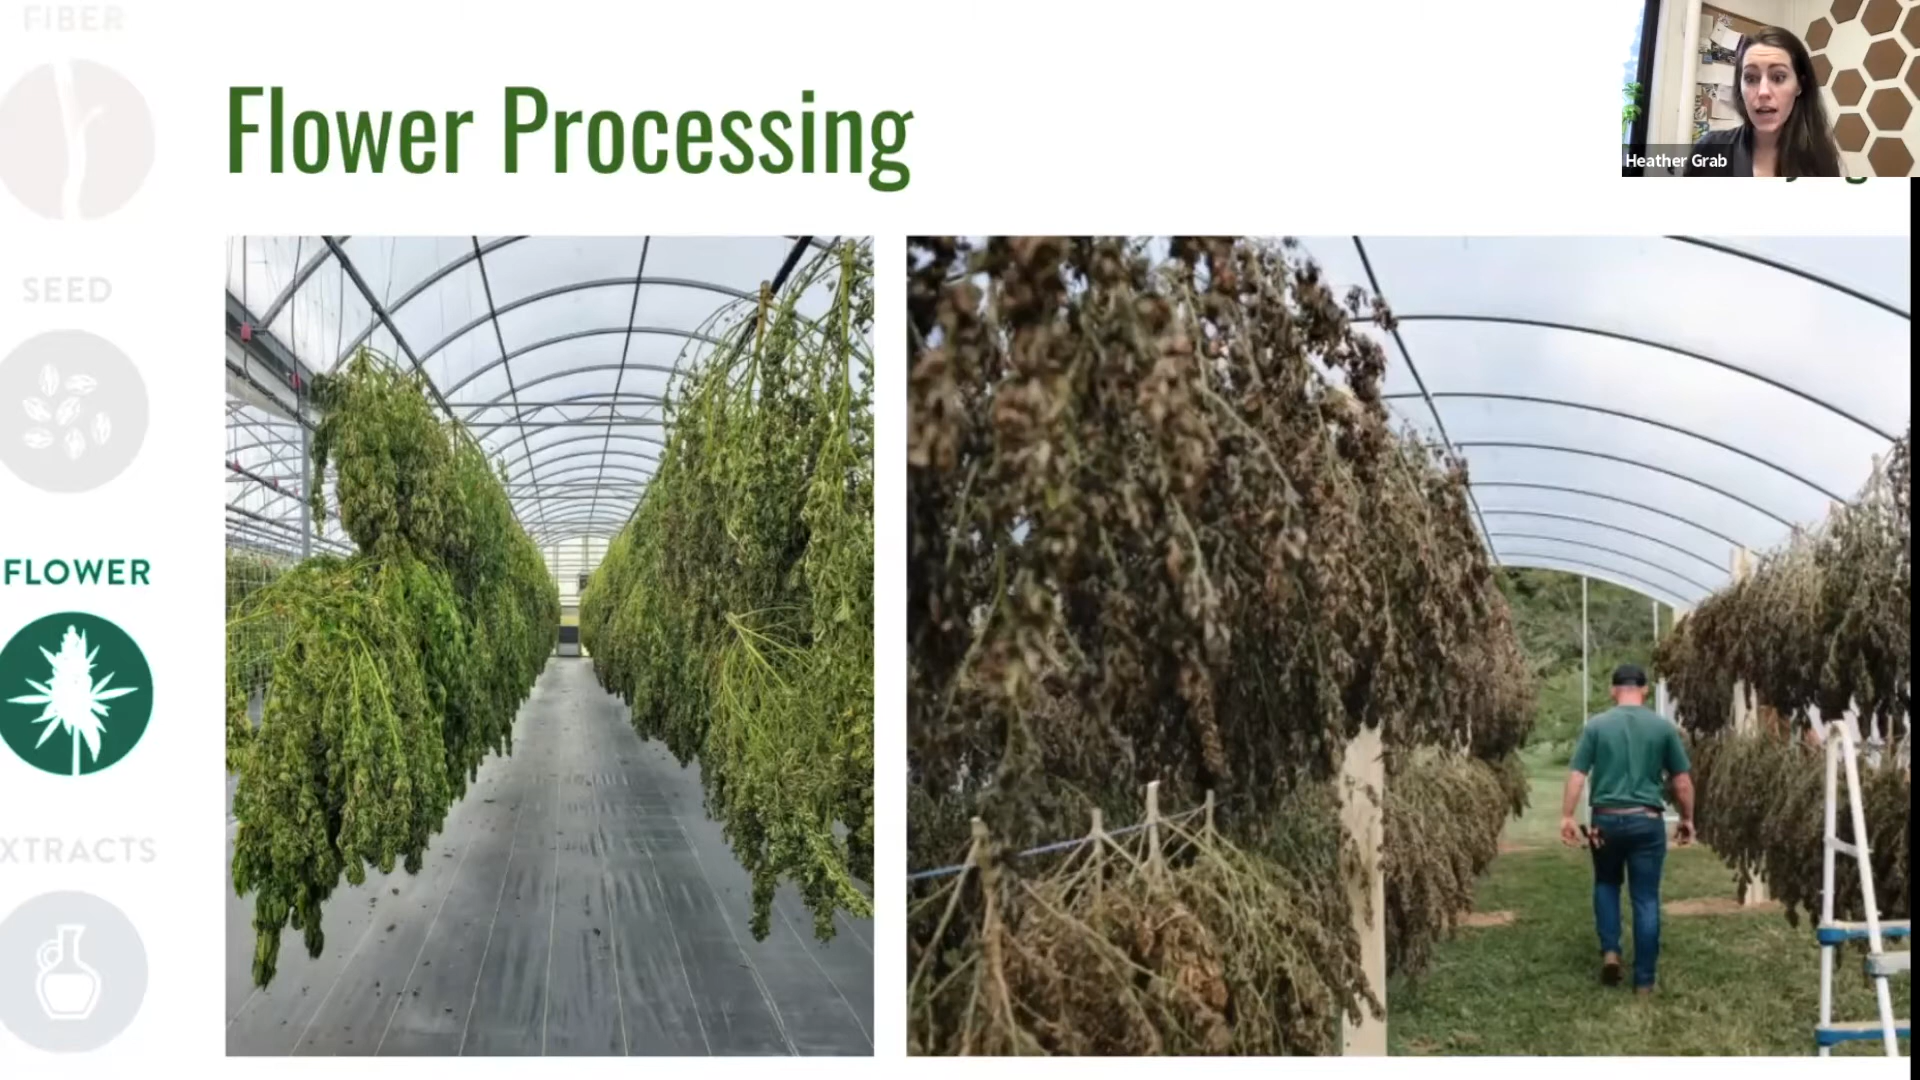 FIBER
Flower Processing
Heather Grab
SEED
FLOWER
XTRACTS